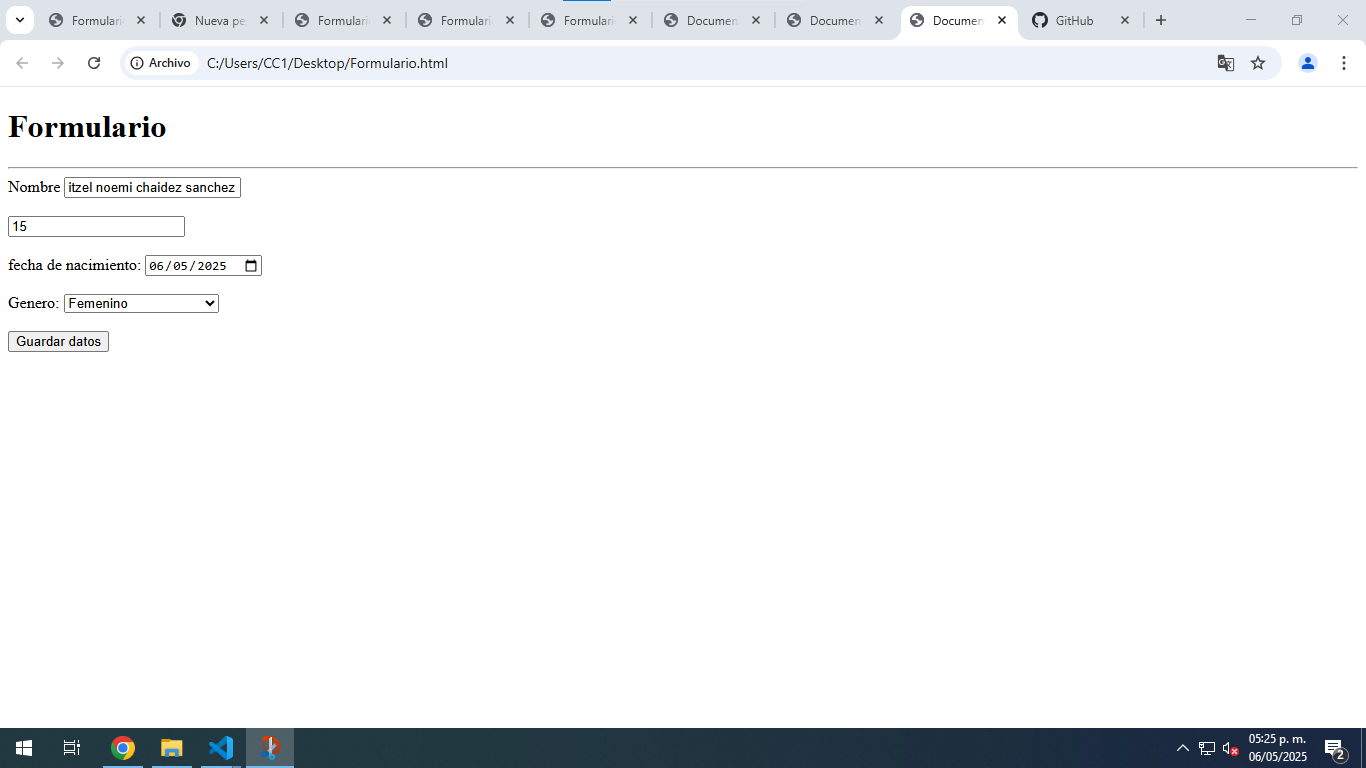 Formulari Nueva pe Formulari Formulari Formulari Documen Documen Documen GitHub
Archivo C:/Users/CC1/Desktop/Formulario.html
Formulario
Nombre itzel noemi chaidez sanchez
15
fecha de nacimiento: 06/05/2025
Genero: Femenino
Guardar datos
05:25 p. m.
06/05/2025
2